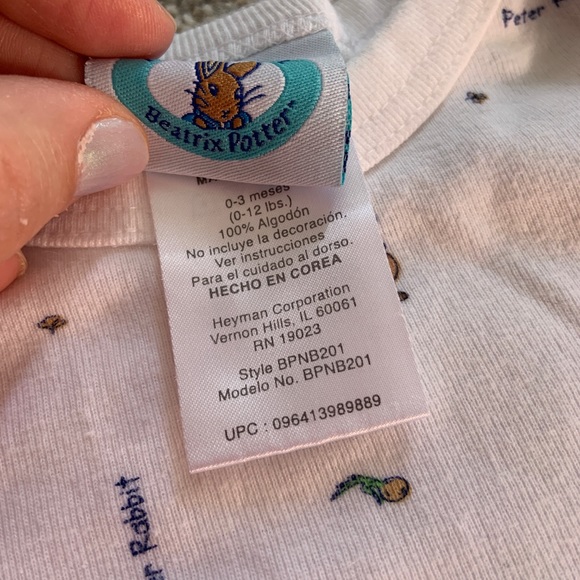 Peter
Beatrix Potter™
0-3 meses
(0-12 lbs.)
100% Algodón
No incluye la decoración.
Ver instrucciones
Para el cuidado al dorso.
HECHO EN COREA
Heyman Corporation
Vernon Hills, IL 60061
RN 19023
Style BPNB201
Modelo No. BPNB201
UPC : 096413989889
er Rabbit